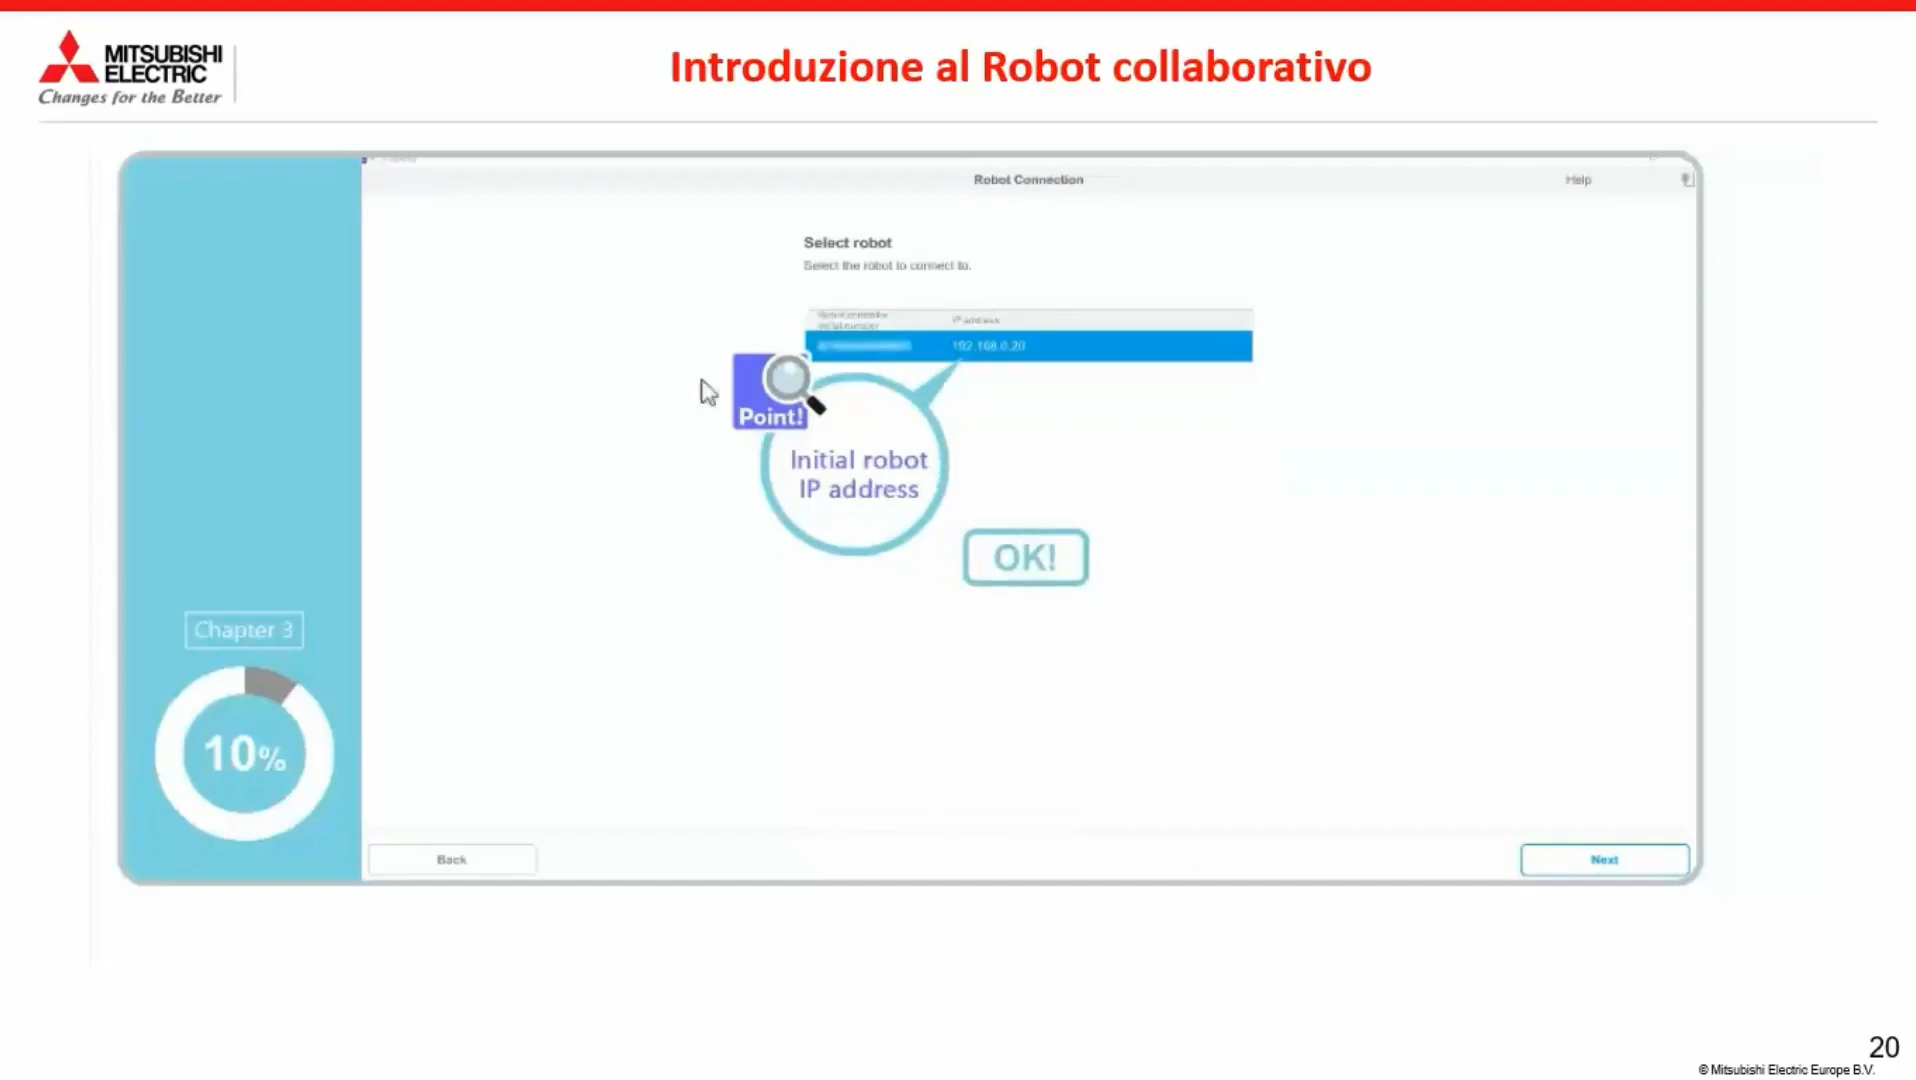 MITSUBISHI
ELECTRIC
Changes for the Better
Introduzione al Robot collaborativo
Robot Connection
Help
Select robot
Select the robot to connect to.
IP address
192.168.0.20
Point!
Initial robot
IP address
OK!
Chapter 3
10%
Back
Next
20
© Mitsubishi Electric Europe B.V.